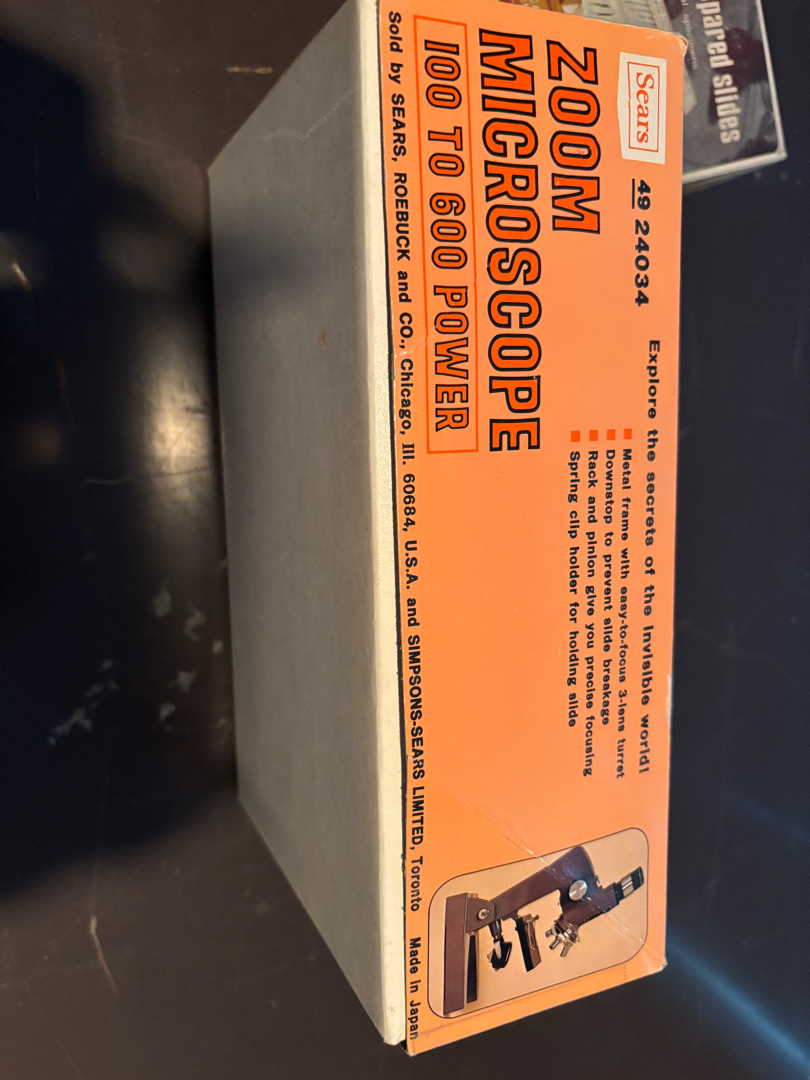 Sears
49 24034
ZOOM
MICROSCOPE
100 TO 600 POWER
Explore the secrets of the invisible world!
Metal frame with easy-to-focus 3-lens turret
Downstop to prevent slide breakage
Rack and pinion give you precise focusing
Spring clip holder for holding slide
Sold by SEARS, ROEBUCK and CO., Chicago, Ill. 60684, U.S.A. and SIMPSONS-SEARS LIMITED, Toronto Made in Japan
pared slides